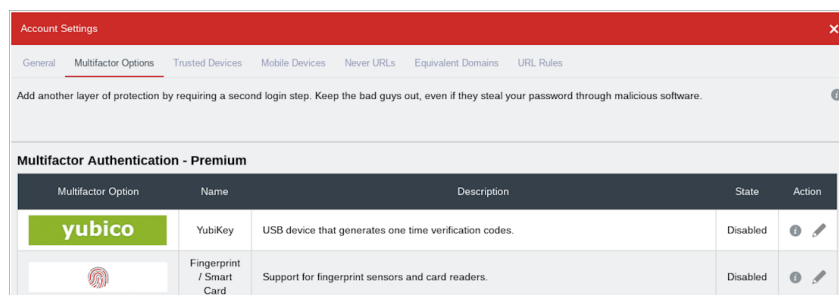 Account Settings
General Multifactor Options Trusted Devices Mobile Devices Never URLs Equivalent Domains URL Rules
Add another layer of protection by requiring a second login step. Keep the bad guys out, even if they steal your password through malicious software.
Multifactor Authentication - Premium
Multifactor Option Name Description State Action
yubico YubiKey USB device that generates one time verification codes. Disabled
Fingerprint
/ Smart
Card
Support for fingerprint sensors and card readers. Disabled